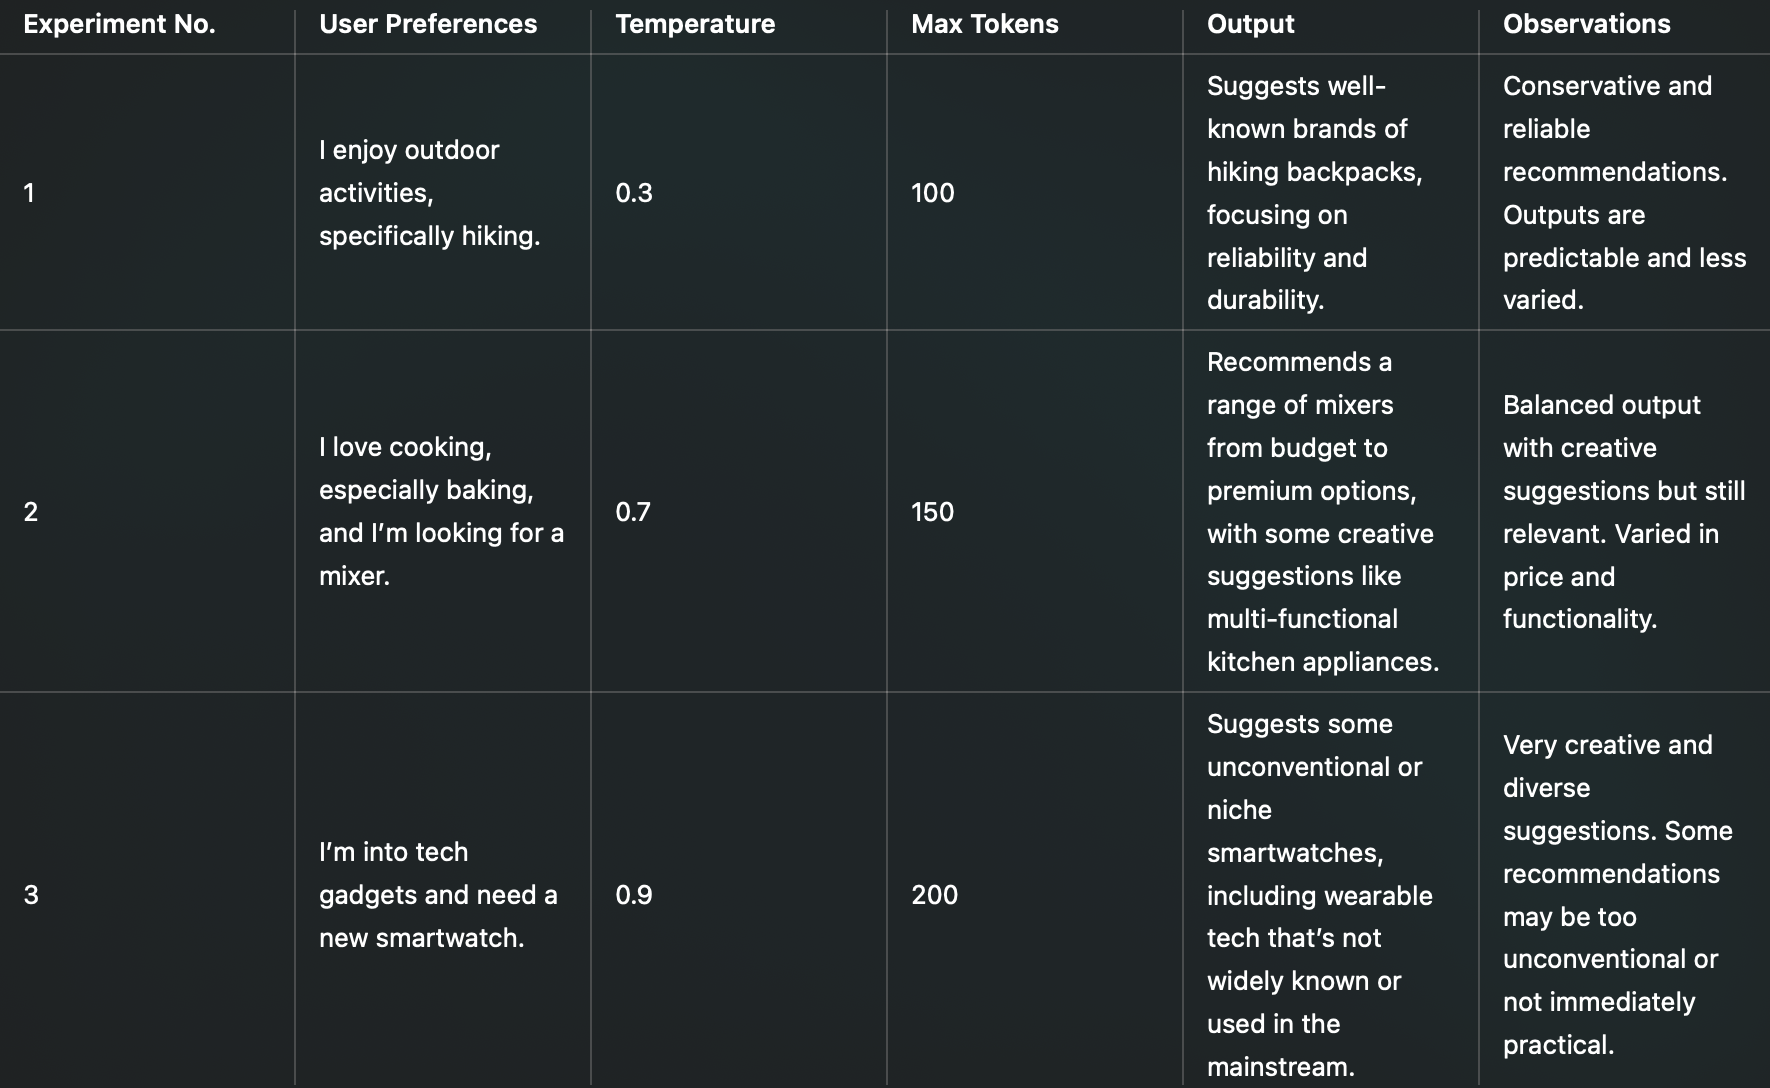 Experiment No.
User Preferences
Temperature
Max Tokens
Output
Observations
1
I enjoy outdoor
activities,
specifically hiking.
0.3
100
Suggests well-
known brands of
hiking backpacks,
focusing on
reliability and
durability.
Conservative and
reliable
recommendations.
Outputs are
predictable and less
varied.
2
I love cooking,
especially baking,
and I’m looking for a
mixer.
0.7
150
Recommends a
range of mixers
from budget to
premium options,
with some creative
suggestions like
multi-functional
kitchen appliances.
Balanced output
with creative
suggestions but still
relevant. Varied in
price and
functionality.
3
I’m into tech
gadgets and need a
new smartwatch.
0.9
200
Suggests some
unconventional or
niche
smartwatches,
including wearable
tech that’s not
widely known or
used in the
mainstream.
Very creative and
diverse
suggestions. Some
recommendations
may be too
unconventional or
not immediately
practical.